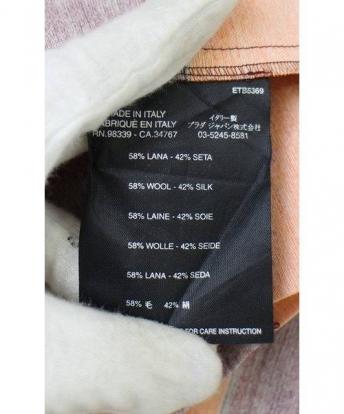 ETB5369
MADE IN ITALY
FABRIQUÉ EN ITALY
RN.98339 - CA.34767
イタリー製
プラダ ジャパン株式会社
03-5245-8581
58% LANA - 42% SETA
58% WOOL - 42% SILK
58% LAINE - 42% SOIE
58% WOLLE - 42% SEIDE
58% LANA - 42% SEDA
58% 毛 42% 絹
FOR CARE INSTRUCTION